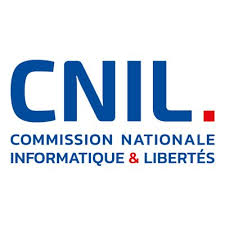 CNIL.
COMMISSION NATIONALE
INFORMATIQUE & LIBERTÉS